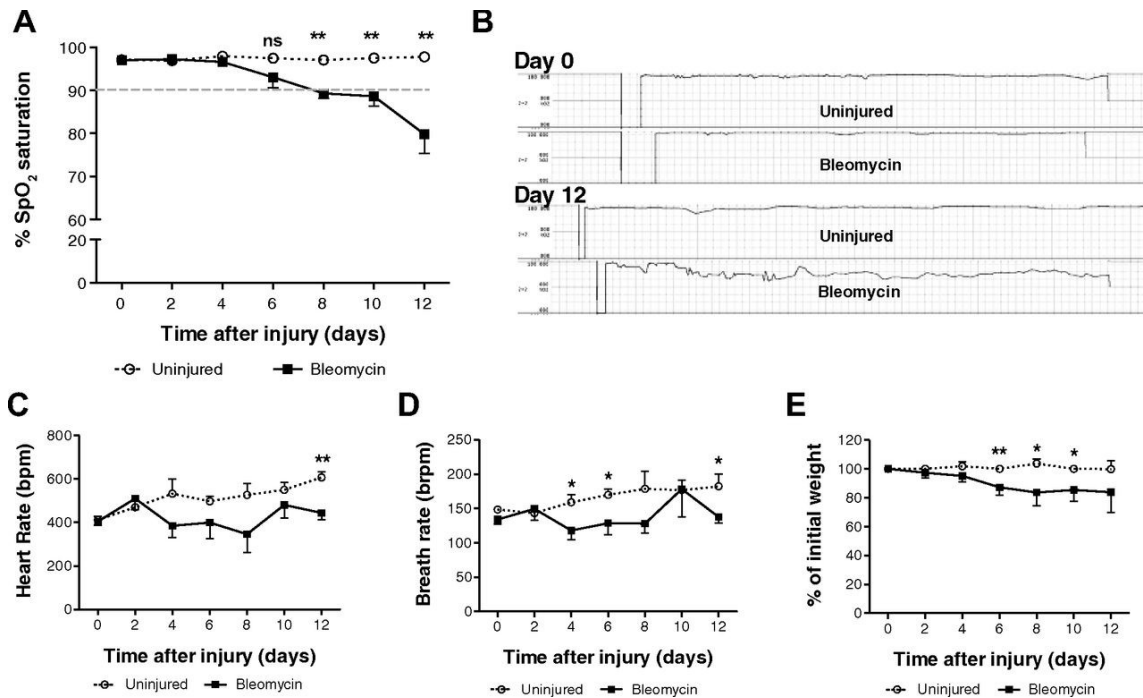 A
ns ** ** **
100
90
80
70
60
20
0
% SpO2 saturation
0 2 4 6 8 10 12
Time after injury (days)
Uninjured Bleomycin
B
Day 0
Uninjured
Bleomycin
Day 12
Uninjured
Bleomycin
C
800
600
400
200
0
Heart Rate (bpm)
**
0 2 4 6 8 10 12
Time after injury (days)
Uninjured Bleomycin
D
250
200
150
100
50
0
Breath rate (brpm)
* * *
0 2 4 6 8 10 12
Time after injury (days)
Uninjured Bleomycin
E
120
100
80
60
40
20
0
% of initial weight
** * *
0 2 4 6 8 10 12
Time after injury (days)
Uninjured Bleomycin